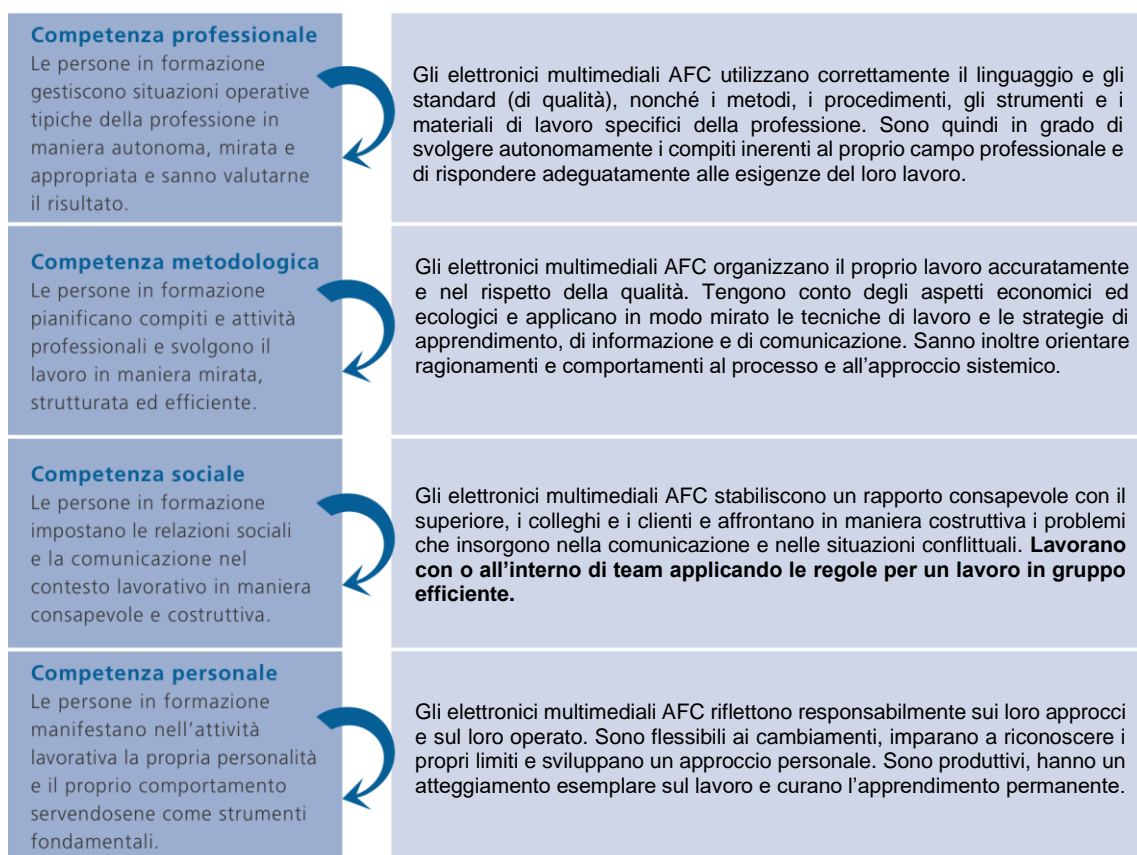 Competenza professionale
Le persone in formazione
gestiscono situazioni operative
tipiche della professione in
maniera autonoma, mirata e
appropriata e sanno valutarne
il risultato.
Gli elettronici multimediali AFC utilizzano correttamente il linguaggio e gli
standard (di qualità), nonché i metodi, i procedimenti, gli strumenti e i
materiali di lavoro specifici della professione. Sono quindi in grado di
svolgere autonomamente i compiti inerenti al proprio campo professionale e
di rispondere adeguatamente alle esigenze del loro lavoro.
Competenza metodologica
Le persone in formazione
pianificano compiti e attività
professionali e svolgono il
lavoro in maniera mirata,
strutturata ed efficiente.
Gli elettronici multimediali AFC organizzano il proprio lavoro accuratamente
e nel rispetto della qualità. Tengono conto degli aspetti economici ed
ecologici e applicano in modo mirato le tecniche di lavoro e le strategie di
apprendimento, di informazione e di comunicazione. Sanno inoltre orientare
ragionamenti e comportamenti al processo e all'approccio sistemico.
Competenza sociale
Le persone in formazione
impostano le relazioni sociali
e la comunicazione nel
contesto lavorativo in maniera
consapevole e costruttiva.
Gli elettronici multimediali AFC stabiliscono un rapporto consapevole con il
superiore, i colleghi e i clienti e affrontano in maniera costruttiva i problemi
che insorgono nella comunicazione e nelle situazioni conflittuali. Lavorano
con o all'interno di team applicando le regole per un lavoro in gruppo
efficiente.
Competenza personale
Le persone in formazione
manifestano nell'attività
lavorativa la propria personalità
e il proprio comportamento
servendosene come strumenti
fondamentali.
Gli elettronici multimediali AFC riflettono responsabilmente sui loro approcci
e sul loro operato. Sono flessibili ai cambiamenti, imparano a riconoscere i
propri limiti e sviluppano un approccio personale. Sono produttivi, hanno un
atteggiamento esemplare sul lavoro e curano l'apprendimento permanente.